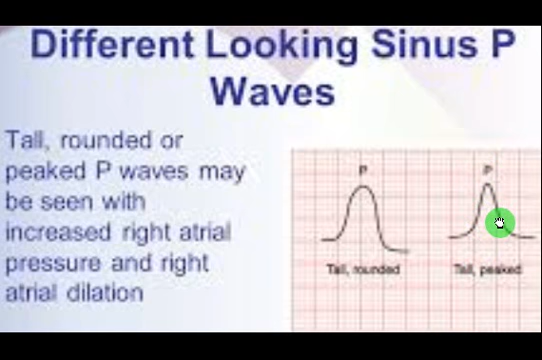 Different Looking Sinus P
Waves
Tall, rounded or
peaked P waves may
be seen with
increased right atrial
pressure and right
atrial dilation
P
P
Tall, rounded
Tall, peaked